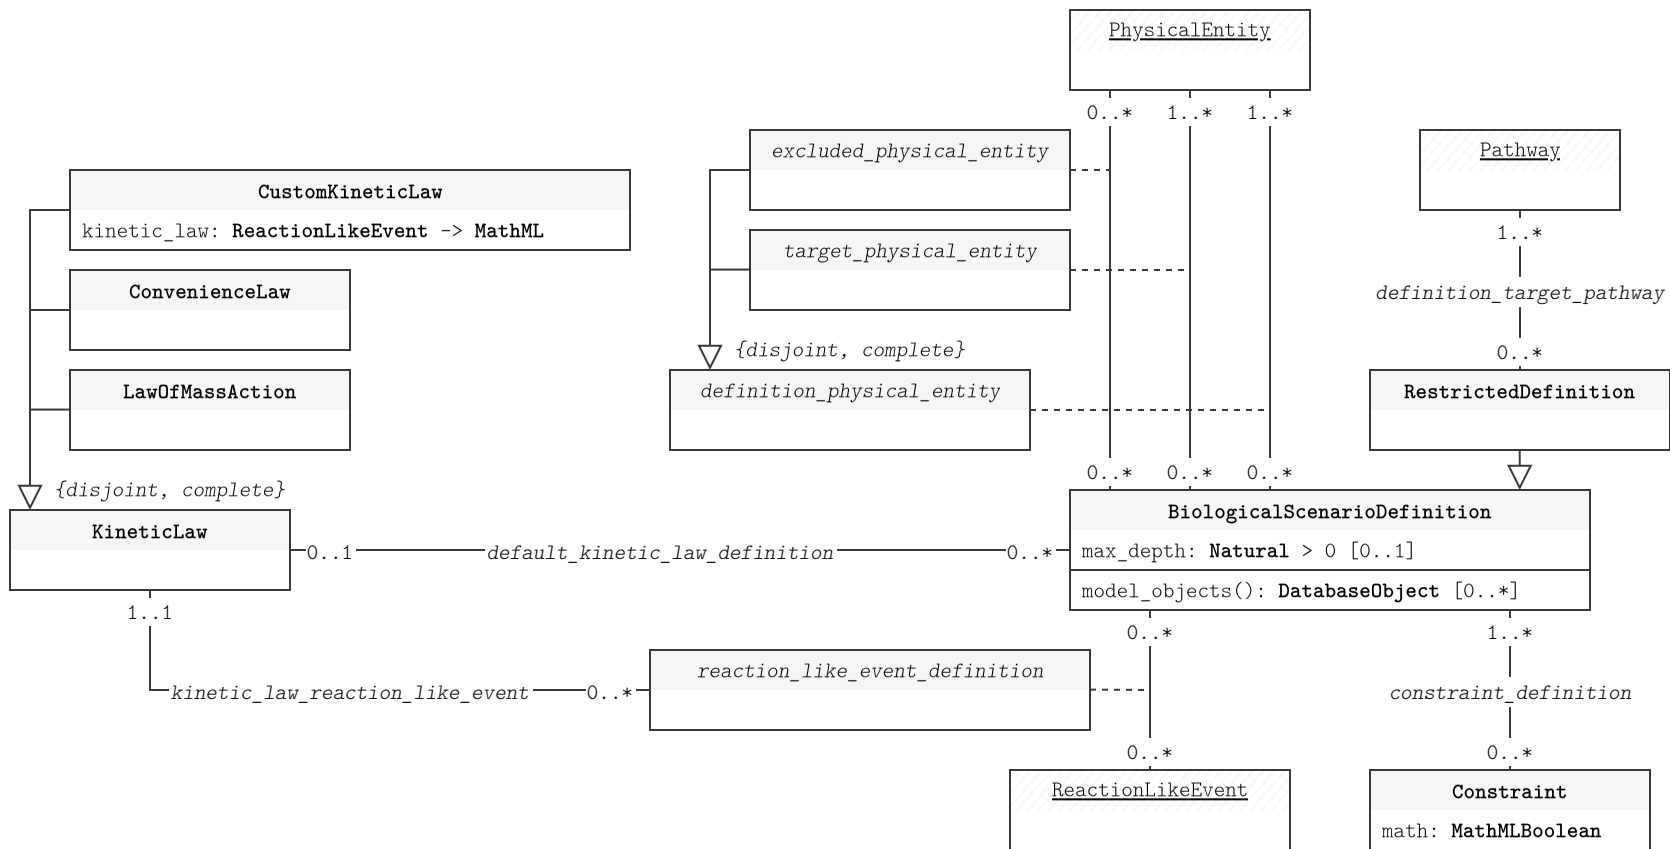 PhysicalEntity
0..* 1..* 1..*
excluded_physical_entity
Pathway
CustomKineticLaw
kinetic_law: ReactionLikeEvent -> MathML
1..*
target_physical_entity
ConvenienceLaw
definition_target_pathway
{disjoint, complete}
0..*
LawOfMassAction
definition_physical_entity
RestrictedDefinition
0..* 0..* 0..*
{disjoint, complete}
BiologicalScenarioDefinition
KineticLaw
0..1 default_kinetic_law_definition 0..*
max_depth: Natural > 0 [0..1]
model_objects(): DatabaseObject [0..*]
1..1
0..* 1..*
reaction_like_event_definition
kinetic_law_reaction_like_event 0..*
constraint_definition
0..* 0..*
ReactionLikeEvent
Constraint
math: MathMLBoolean